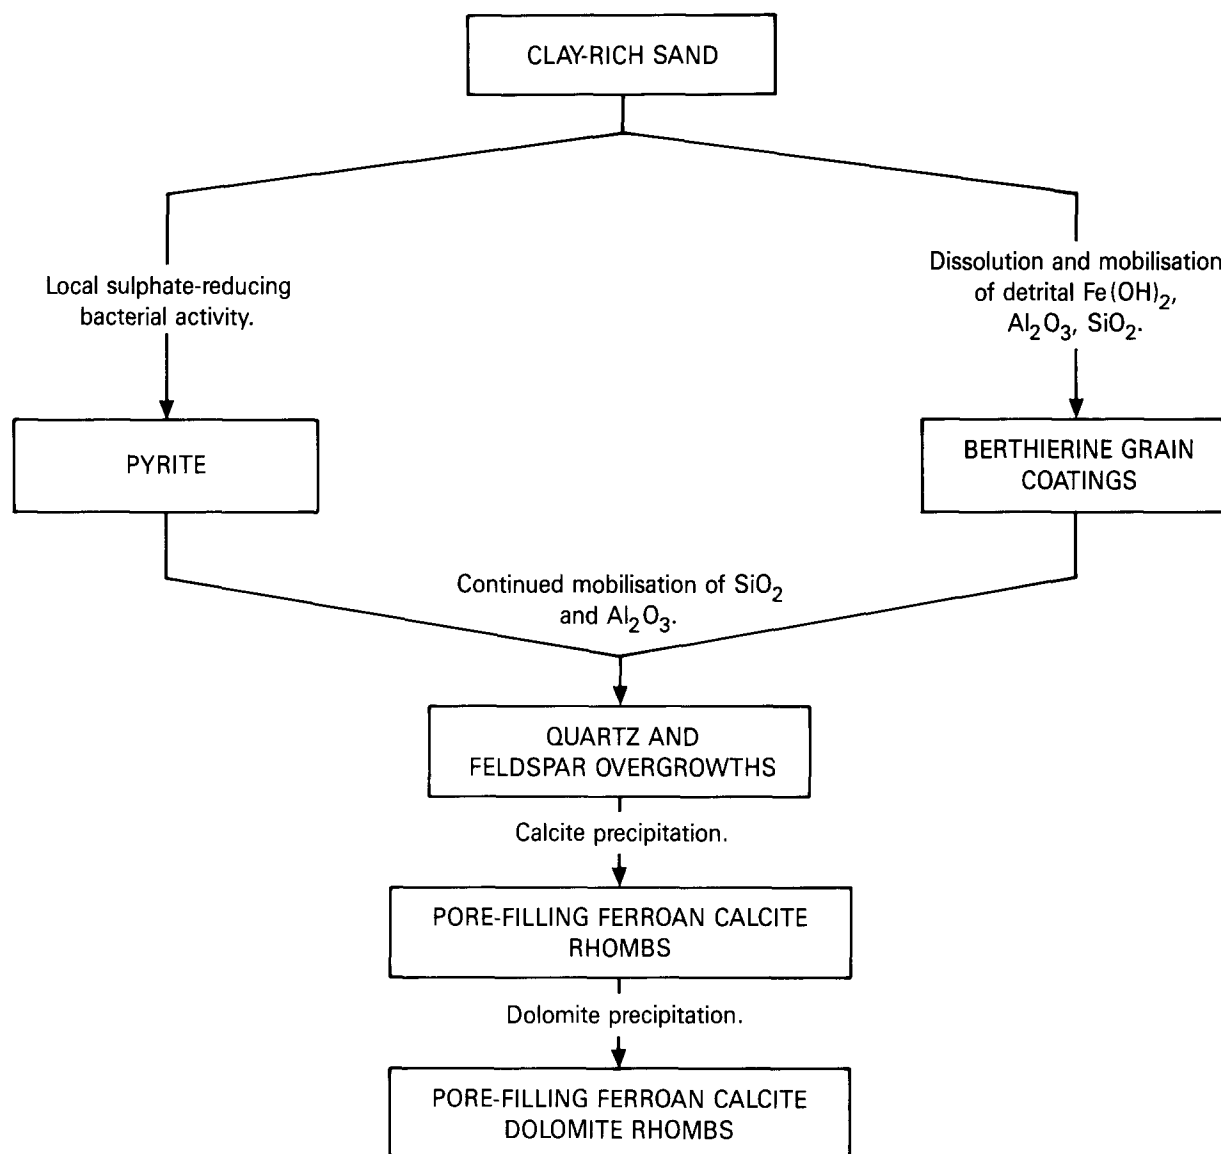 CLAY-RICH SAND
Local sulphate-reducing
bacterial activity.
Dissolution and mobilisation
of detrital Fe(OH)₂,
Al₂O₃, SiO₂.
PYRITE
BERTHIERINE GRAIN
COATINGS
Continued mobilisation of SiO₂
and Al₂O₃.
QUARTZ AND
FELDSPAR OVERGROWTHS
Calcite precipitation.
PORE-FILLING FERROAN CALCITE
RHOMBS
Dolomite precipitation.
PORE-FILLING FERROAN CALCITE
DOLOMITE RHOMBS